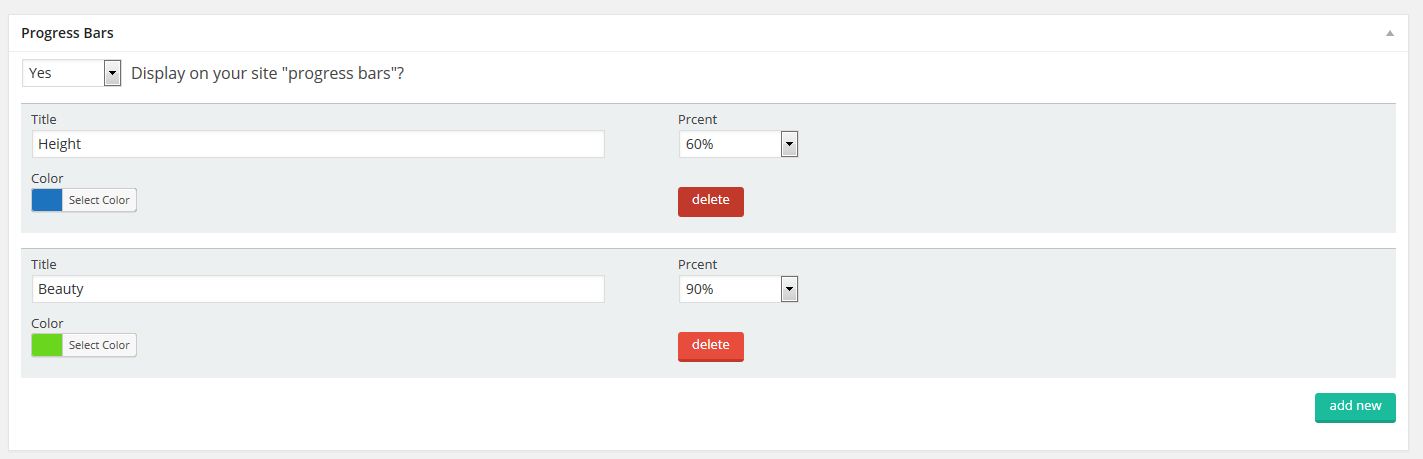 Progress Bars
Yes Display on your site "progress bars"?
Title Prcent
Height 60%
Color
Select Color delete
Title Prcent
Beauty 90%
Color
Select Color delete
add new